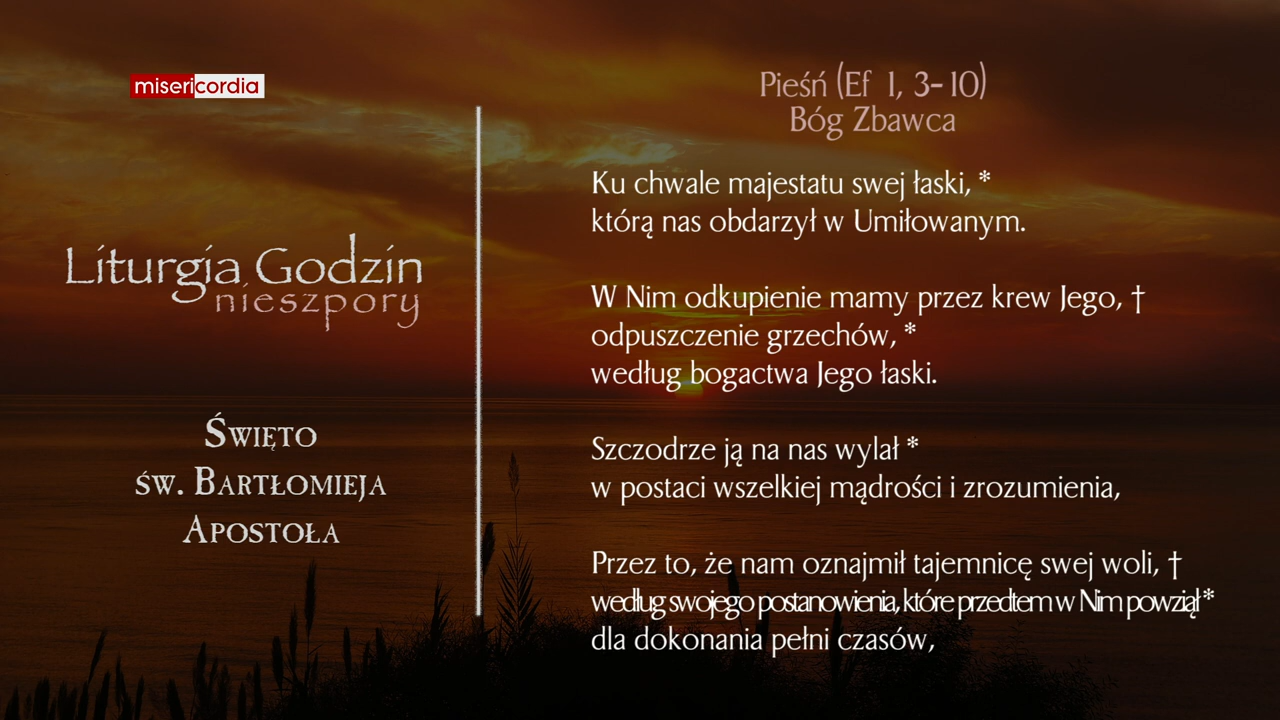 misericordia
Liturgia Godzin
nieszpory
Święto
św. Bartłomieja
Apostoła
Pieśń (Ef 1, 3-10)
Bóg Zbawca
Ku chwale majestatu swej łaski, *
którą nas obdarzył w Umiłowanym.
W Nim odkupienie mamy przez krew Jego, †
odpuszczenie grzechów, *
według bogactwa Jego łaski.
Szczodrze ją na nas wylał *
w postaci wszelkiej mądrości i zrozumienia,
Przez to, że nam oznajmił tajemnicę swej woli, †
według swojego postanowienia, które przedtem w Nim powziął *
dla dokonania pełni czasów,